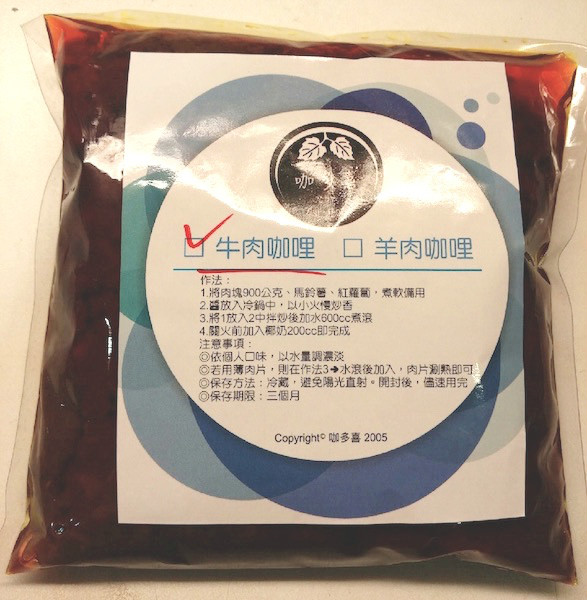 咖
☑ 牛肉咖哩 □ 羊肉咖哩
作法：
1.將肉塊900公克、馬鈴薯、紅蘿蔔，煮軟備用
2.醬放入冷鍋中，以小火慢炒香
3.將1放入2中拌炒後加水600cc煮滾
4.關火前加入椰奶200cc即完成
注意事項：
◎依個人口味，以水量調濃淡
◎若用薄肉片，則在作法3➔水滾後加入，肉片涮熟即可
◎保存方法：冷藏，避免陽光直射。開封後，儘速用完
◎保存期限：三個月
Copyright© 咖多喜 2005